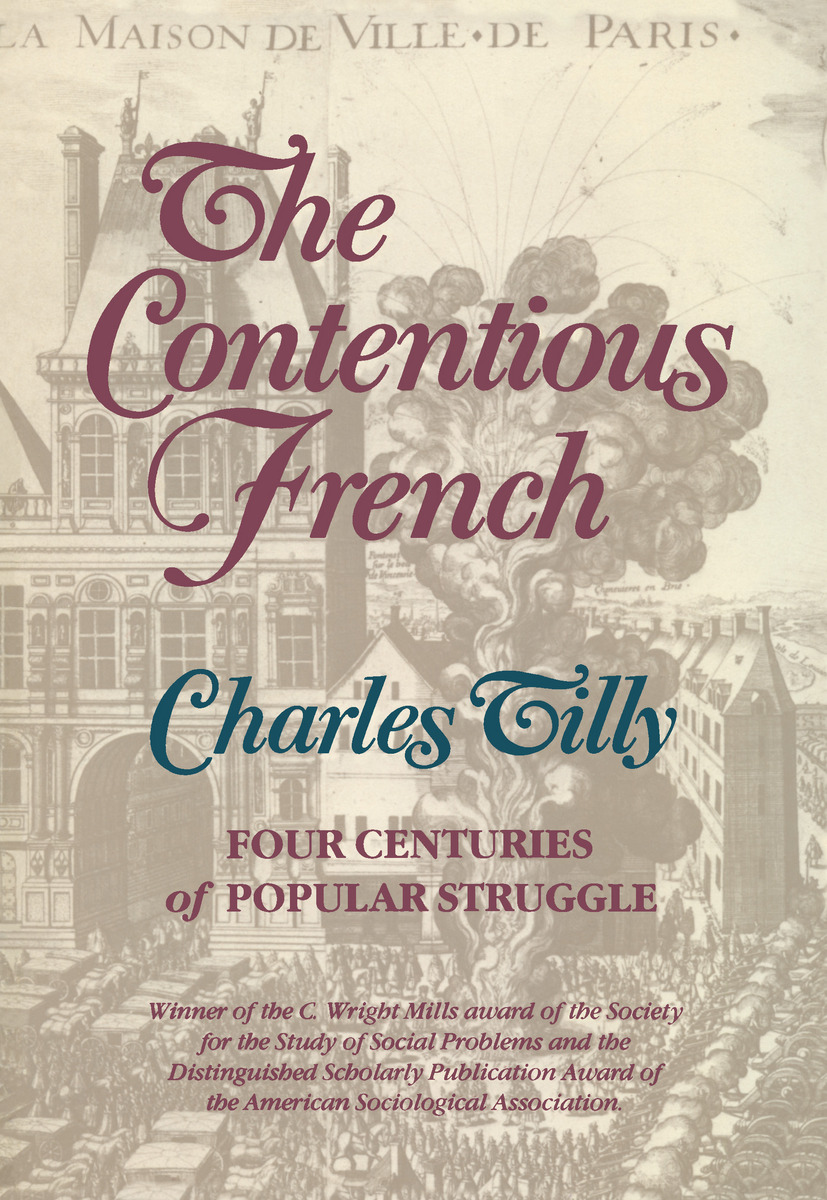 LA MAISON DE VILLE•DE PARIS•
The
Contentious
French
Charles Tilly
FOUR CENTURIES
of POPULAR STRUGGLE
Winner of the C. Wright Mills award of the Society
for the Study of Social Problems and the
Distinguished Scholarly Publication Award of
the American Sociological Association.